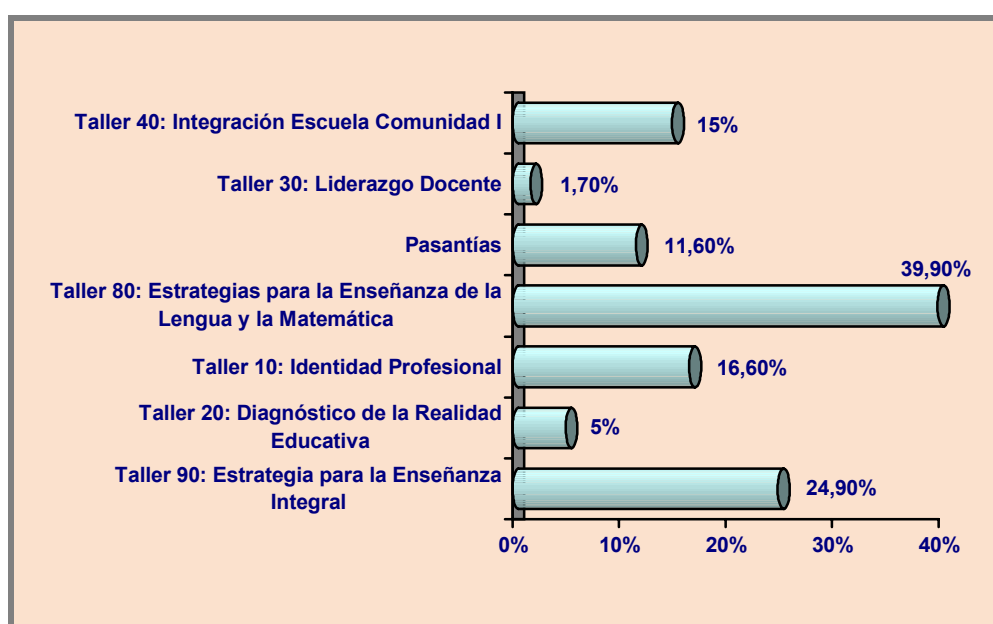 Taller 40: Integración Escuela Comunidad I
15%
Taller 30: Liderazgo Docente
1,70%
Pasantías
11,60%
Taller 80: Estrategias para la Enseñanza de la
Lengua y la Matemática
39,90%
Taller 10: Identidad Profesional
16,60%
Taller 20: Diagnóstico de la Realidad
Educativa
5%
Taller 90: Estrategia para la Enseñanza
Integral
24,90%
0%
10%
20%
30%
40%